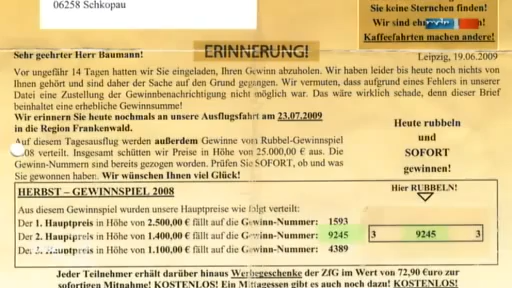 06258 Schkopau
Sie keine Sternchen finden!
Wir sind
Kaffeefahrten machen andere!
ERINNERUNG!
Sehr geehrter Herr Baumann!
Leipzig, 19.06.2009
Vor ungefähr 14 Tagen hatten wir Sie eingeladen, Ihren Gewinn abzuholen. Wir haben leider bis heute noch nichts von
Ihnen gehört und sind daher der Sache auf den Grund gegangen. Wir vermuten, dass aufgrund eines Fehlers in unserer
Datei eine Zustellung der Gewinnbenachrichtigung nicht möglich war. Das wäre wirklich schade, denn dieser Brief
beinhaltet eine erhebliche Gewinnsumme!
Wir erinnern Sie heute nochmals an unsere Ausflugsfahrt am 23.07.2009
in die Region Frankenwald.
Auf diesem Tagesausflug werden außerdem Gewinne vom Rubbel-Gewinnspiel
verteilt. Insgesamt schütten wir Preise in Höhe von 25.000,00 € aus. Die
Gewinn-Nummern sind bereits gezogen worden. Prüfen Sie SOFORT, ob und was
Sie gewonnen haben. Wir wünschen Ihnen viel Glück!
Heute rubbeln
und
SOFORT
gewinnen!
HERBST – GEWINNSPIEL 2008
Hier RUBBELN!
Aus diesem Gewinnspiel wurden unsere Hauptpreise wie folgt verteilt:
Der 1. Hauptpreis in Höhe von 2.500,00 € fällt auf die Gewinn-Nummer: 1593
Der 2. Hauptpreis in Höhe von 1.400,00 € fällt auf die Gewinn-Nummer: 9245
3 9245 3
Der 3. Hauptpreis in Höhe von 1.100,00 € fällt auf die Gewinn-Nummer: 4389
Jeder Teilnehmer erhält darüber hinaus Werbegeschenke der ZfG im Wert von 72,90 €uro zur
sofortigen Mitnahme! KOSTENLOS! Ein Mittagessen gibt es auch noch dazu! KOSTENLOS!